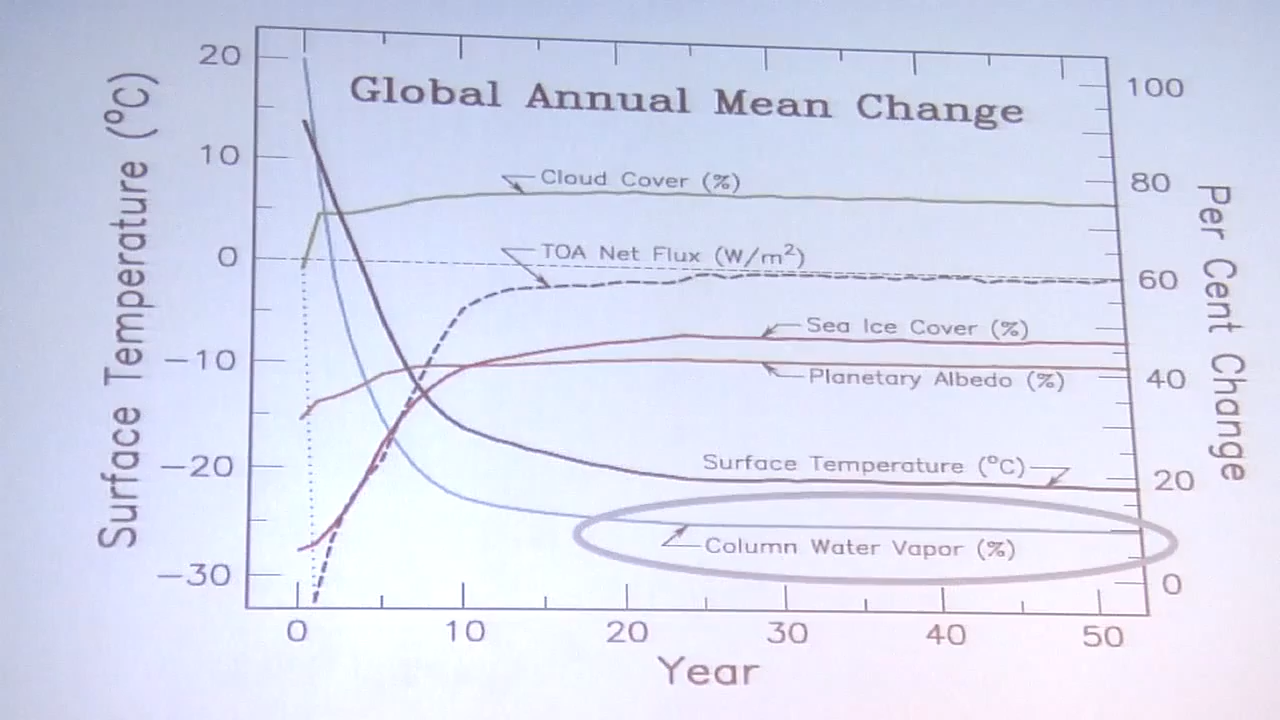 Global Annual Mean Change
Surface Temperature (°C)
20
10
0
−10
−20
−30
Cloud Cover (%)
TOA Net Flux (W/m²)
Sea Ice Cover (%)
Planetary Albedo (%)
Surface Temperature (°C)
Column Water Vapor (%)
100
80
60
40
20
0
Per Cent Change
0 10 20 30 40 50
Year